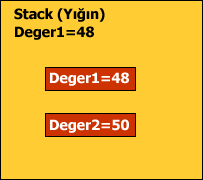 Stack (Yığın)
Deger1=48
Deger1=48
Deger2=50